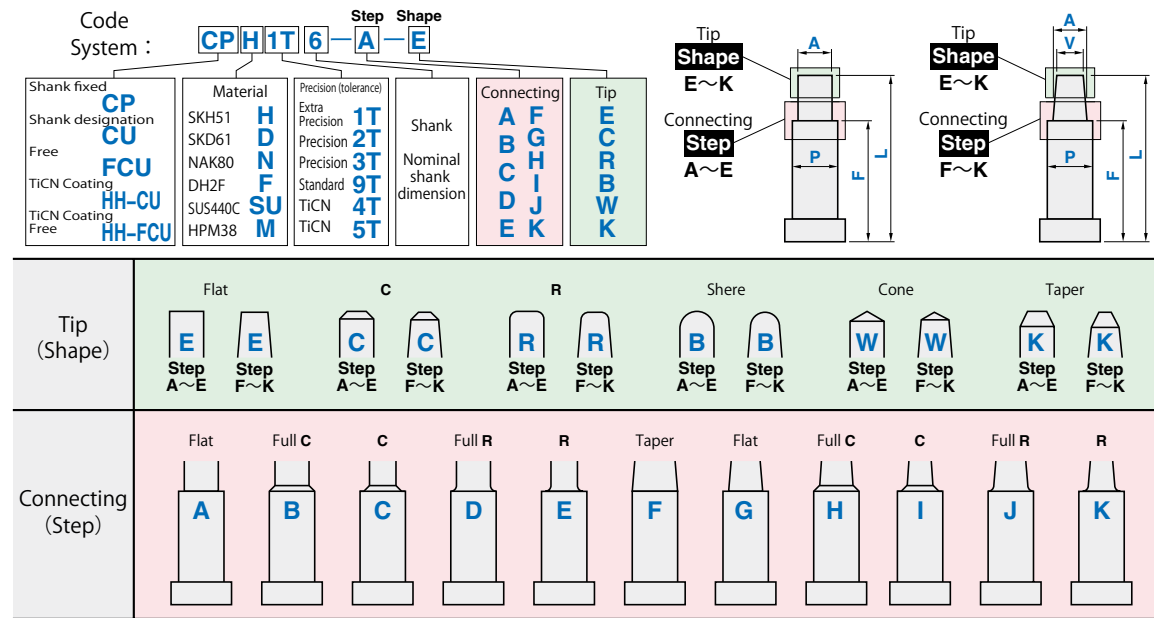 Code System：
Step Shape
CP H 1T 6 — A — E
Shank fixed
CP
Shank designation
CU
Free
FCU
TiCN Coating
HH-CU
TiCN Coating Free
HH-FCU
Material
SKH51 H
SKD61 D
NAK80 N
DH2F F
SUS440C SU
HPM38 M
Precision (tolerance)
Extra Precision 1T
Precision 2T
Precision 3T
Standard 9T
TiCN 4T
TiCN 5T
Shank
Nominal shank dimension
Connecting
A F
B G
C H
D I
E J
K
Tip
E
C
R
B
W
K
Tip
Shape
E～K
Connecting
Step
A～E
A
P
F
L
Tip
Shape
E～K
Connecting
Step
F～K
A
V
P
F
L
Tip
（Shape）
Flat C R Shere Cone Taper
E E C C R R B B W W K K
Step Step Step Step Step Step Step Step Step Step Step Step
A～E F～K A～E F～K A～E F～K A～E F～K A～E F～K A～E F～K
Connecting
（Step）
Flat Full C C Full R R Taper Flat Full C C Full R R
A B C D E F G H I J K